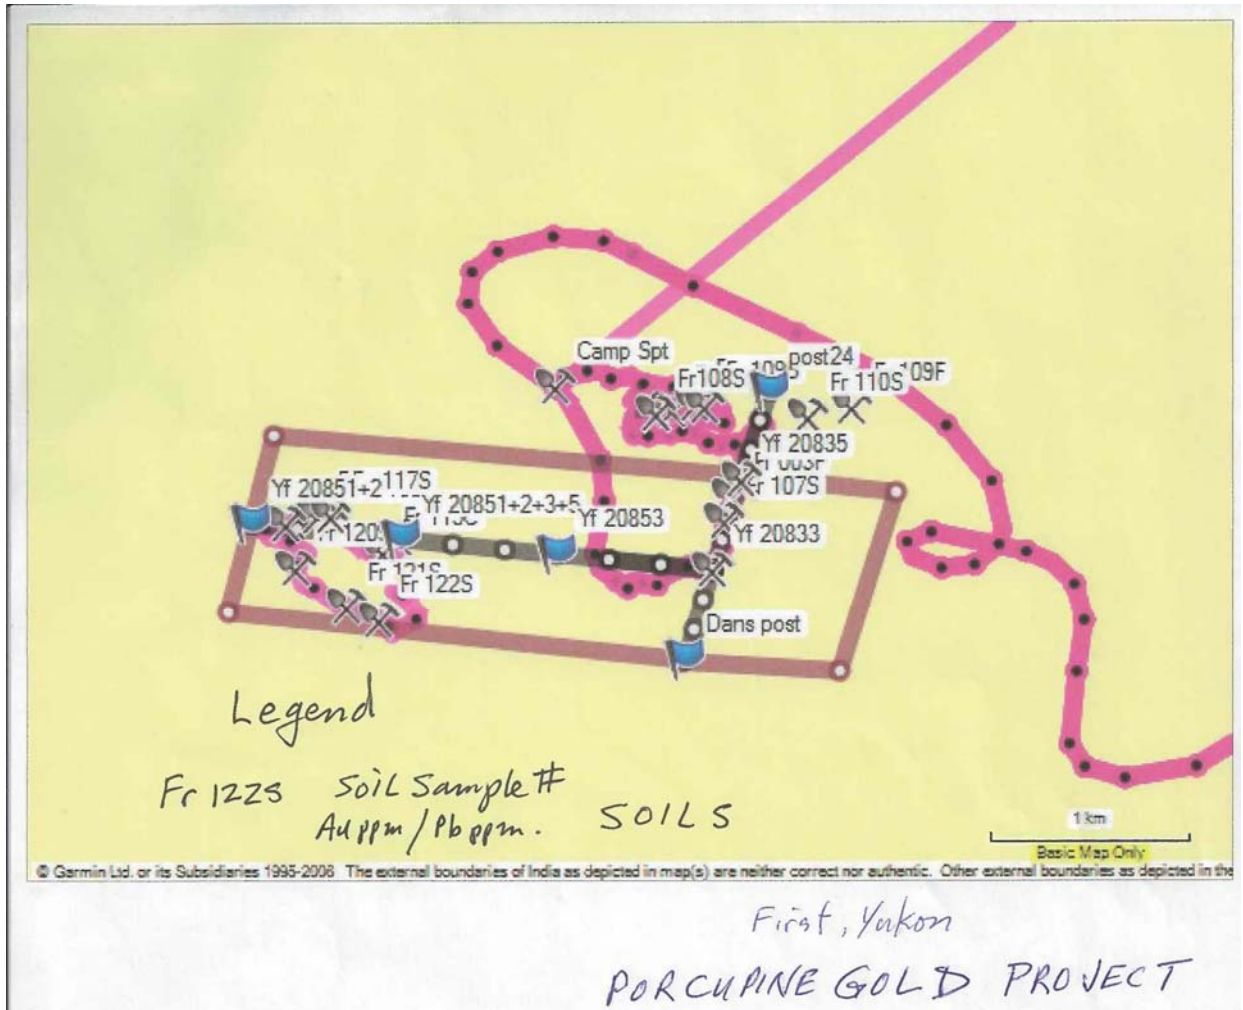 Camp Spt
post24
Fr108S
109F
Fr 110S
Yf 20835
107S
117S
Yf 20851+2
Yf 20851+2+3+5
Yf 20853
Yf 20833
Fr 122S
Dans post
Legend
Fr 122S Soil Sample #
Au ppm / Pb ppm.
SOILS
1 km
Basic Map Only
© Garmin Ltd. or its Subsidiaries 1995-2006 The external boundaries of India as depicted in map(s) are neither correct nor authentic. Other external boundaries as depicted in the
First, Yukon
PORCUPINE GOLD PROJECT